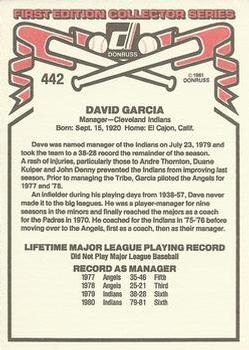 FIRST EDITION COLLECTOR SERIES
DONRUSS
442
©1981
DONRUSS
DAVID GARCIA
Manager—Cleveland Indians
Born: Sept. 15, 1920 Home: El Cajon, Calif.
Dave was named manager of the Indians on July 23, 1979 and
took the team to a 38-28 record the remainder of the season.
A rash of injuries, particularly those to Andre Thornton, Duane
Kuiper and John Denny prevented the Indians from improving last
season. Prior to managing the Tribe, Garcia piloted the Angels for
1977 and '78.
An infielder during his playing days from 1938-57, Dave never
made it to the big leagues. He was a player-manager for nine
seasons in the minors and finally reached the majors as a coach
for the Padres in 1970. He coached for the Indians in '75-'76 before
moving over to the Angels, first as a coach, then as their manager.
LIFETIME MAJOR LEAGUE PLAYING RECORD
Did Not Play Major League Baseball
RECORD AS MANAGER
1977 Angels 35-46 Fifth
1978 Angels 25-21 Third
1979 Indians 38-28 Sixth
1980 Indians 79-81 Sixth